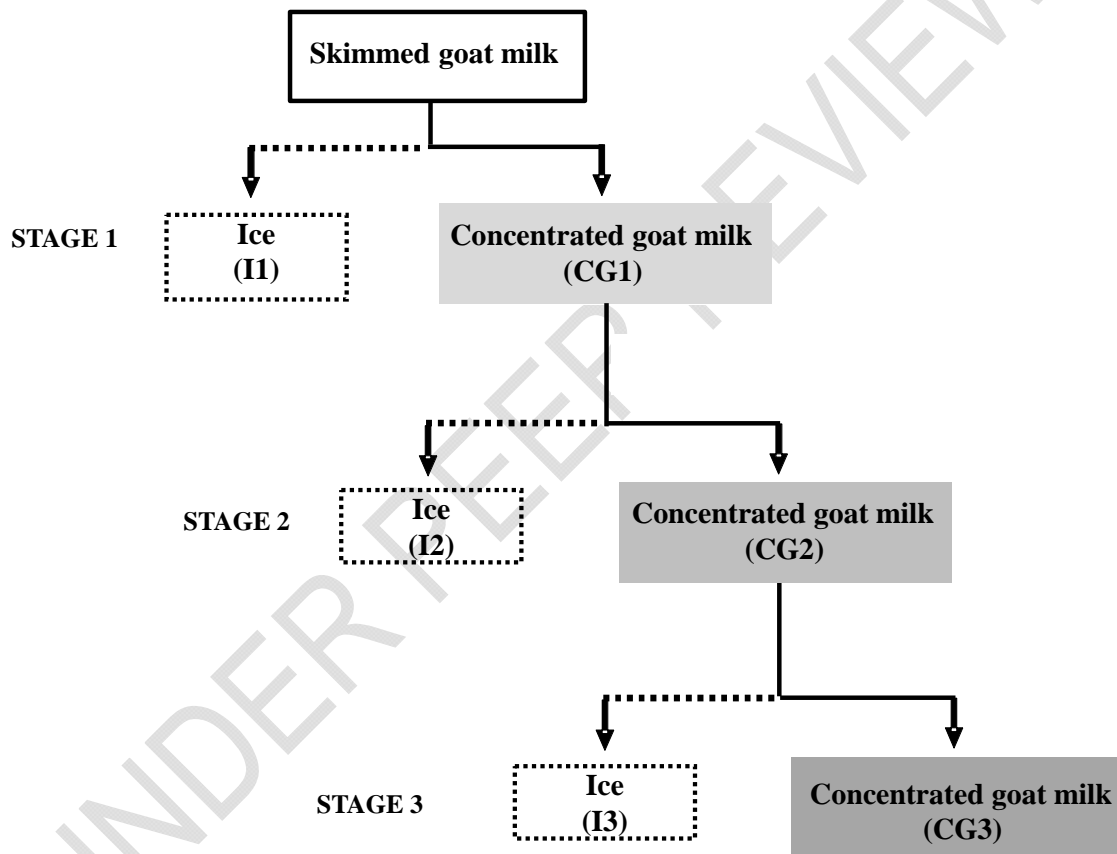 Skimmed goat milk
STAGE 1
Ice
(I1)
Concentrated goat milk
(CG1)
STAGE 2
Ice
(I2)
Concentrated goat milk
(CG2)
STAGE 3
Ice
(I3)
Concentrated goat milk
(CG3)
UNDER PEER REVIEW